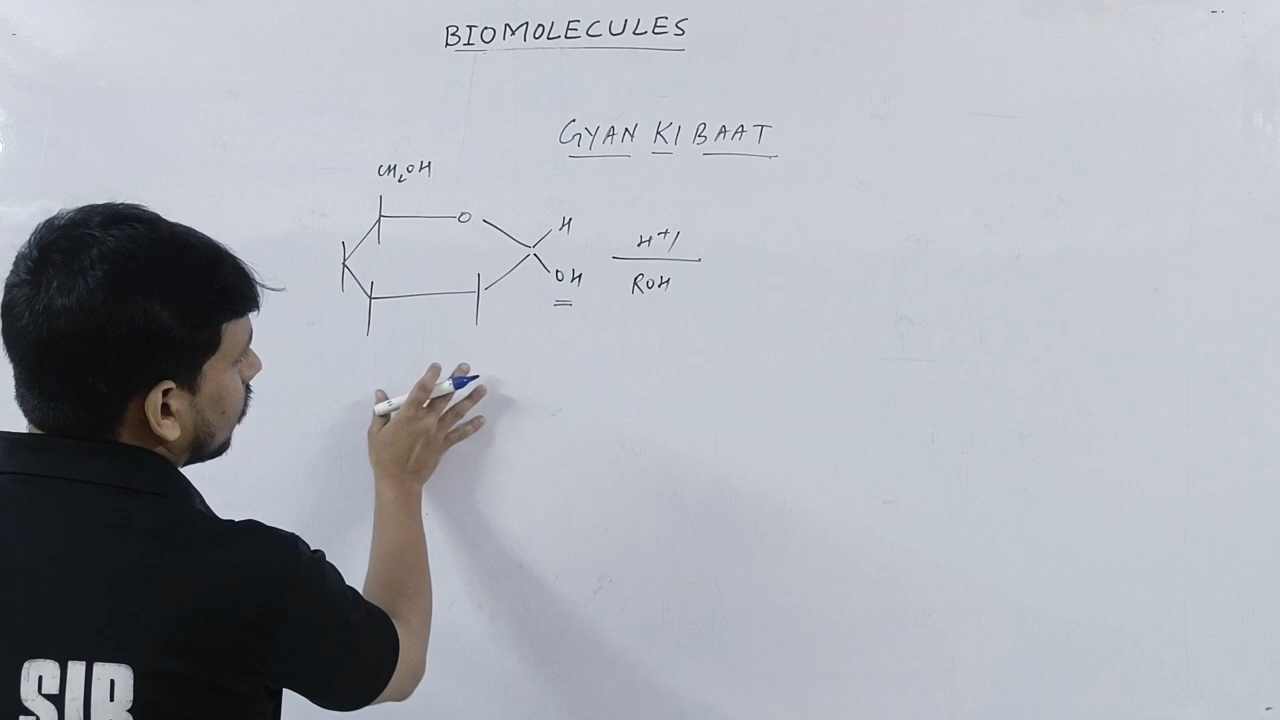 BIOMOLECULES
GYAN KI BAAT
CH₂OH
O
H
H⁺/
OH
ROH
SIR